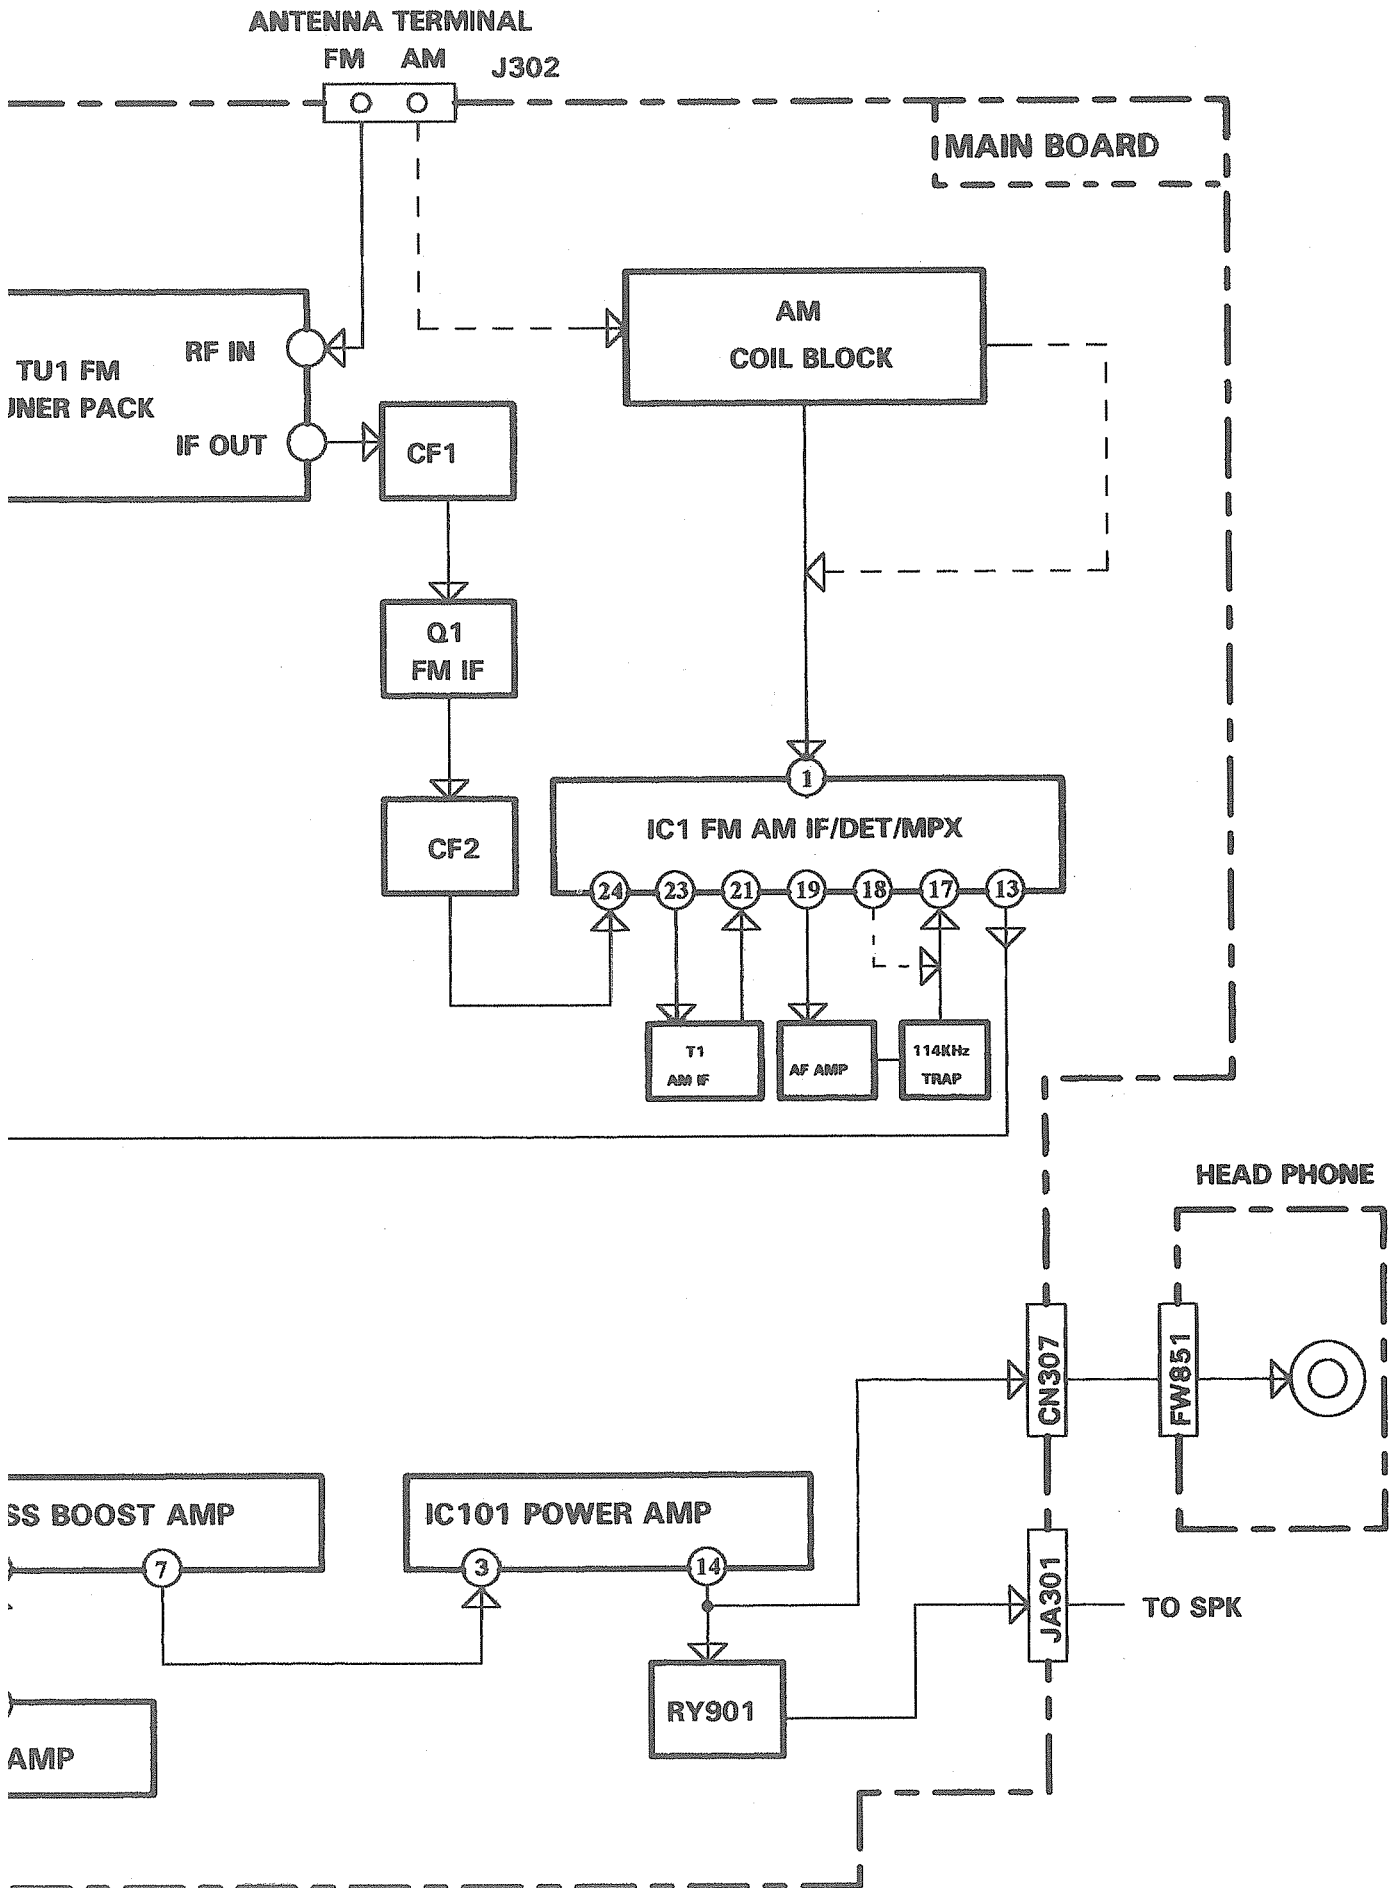 ANTENNA TERMINAL
FM AM
J302
MAIN BOARD
AM
COIL BLOCK
RF IN
TU1 FM
UNER PACK
IF OUT
CF1
Q1
FM IF
CF2
1
IC1 FM AM IF/DET/MPX
24 23 21 19 18 17 13
T1
AM IF
AF AMP
114KHz
TRAP
HEAD PHONE
CN307
FW851
SS BOOST AMP
7
IC101 POWER AMP
3 14
JA301
TO SPK
RY901
AMP